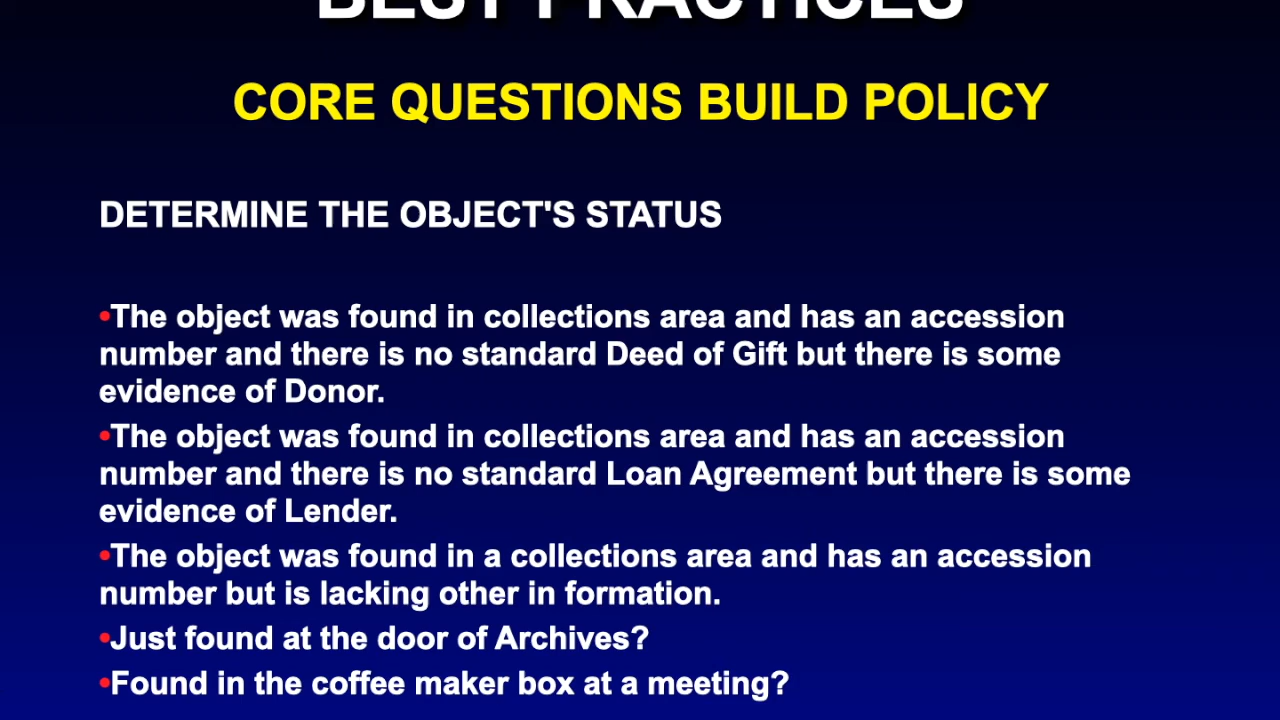 BEST PRACTICES
CORE QUESTIONS BUILD POLICY
DETERMINE THE OBJECT'S STATUS
•The object was found in collections area and has an accession
number and there is no standard Deed of Gift but there is some
evidence of Donor.
•The object was found in collections area and has an accession
number and there is no standard Loan Agreement but there is some
evidence of Lender.
•The object was found in a collections area and has an accession
number but is lacking other in formation.
•Just found at the door of Archives?
•Found in the coffee maker box at a meeting?